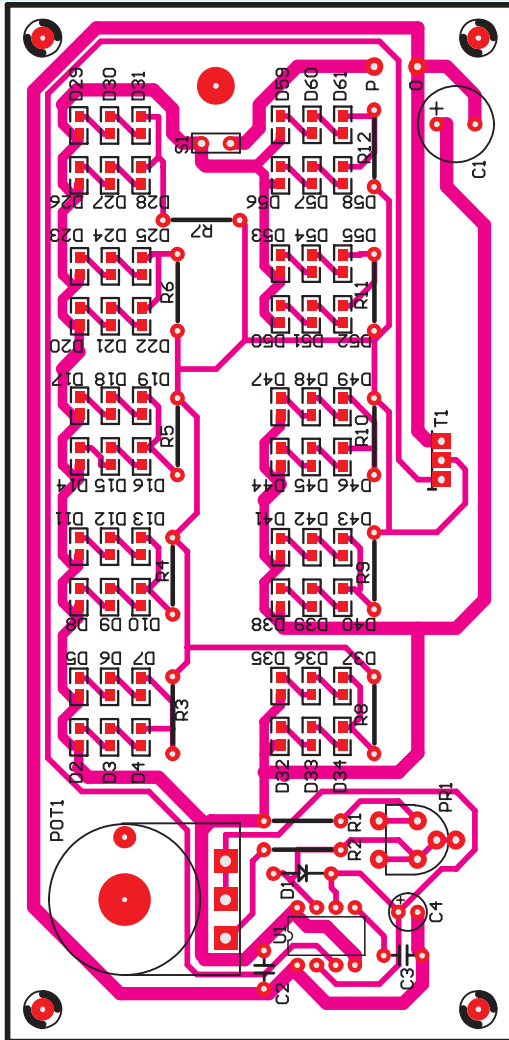 D29 D30 D31
D59 D60 D61
P
O
+
S1
R12
C1
D26 D27 D28
D56 D57 D58
R7
D23 D24 D25
D53 D54 D55
R6
R11
D20 D21 D22
D50 D51 D52
D17 D18 D19
D47 D48 D49
R5
R10
T1
D14 D15 D16
D44 D45 D46
D11 D12 D13
D41 D42 D43
R4
R9
D8 D9 D10
D38 D39 D40
D5 D6 D7
D35 D36 D37
R3
R8
D2 D3 D4
D32 D33 D34
POT1
PR1
R1
R2
D1
+
C4
U1
C3
C2